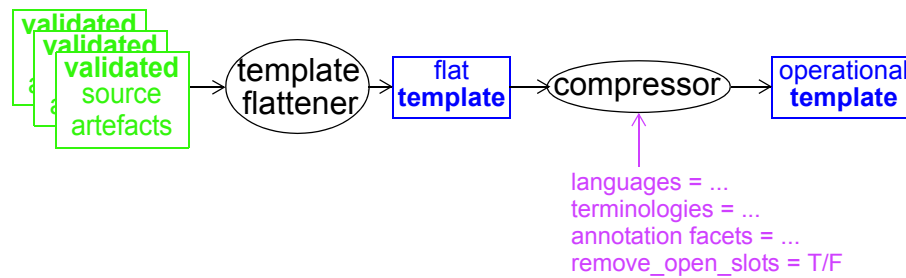 validated
validated
validated
source
artefacts
template
flattener
flat
template
compressor
operational
template
languages = ...
terminologies = ...
annotation facets = ...
remove_open_slots = T/F